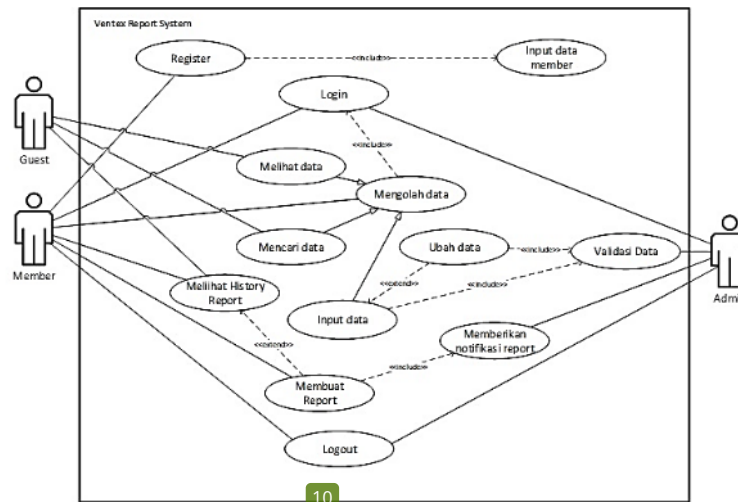 Ventex Report System
Register
<<include>>
Input data
member
Login
<<include>>
Guest
Melihat data
Mengolah data
Member
Mencari data
Ubah data
<<include>>
Validasi Data
Admi
Meliihat History
Report
<<extend>>
<<include>>
Input data
Memberikan
notifikasi report
<<extend>>
<<include>>
Membuat
Report
Logout
10